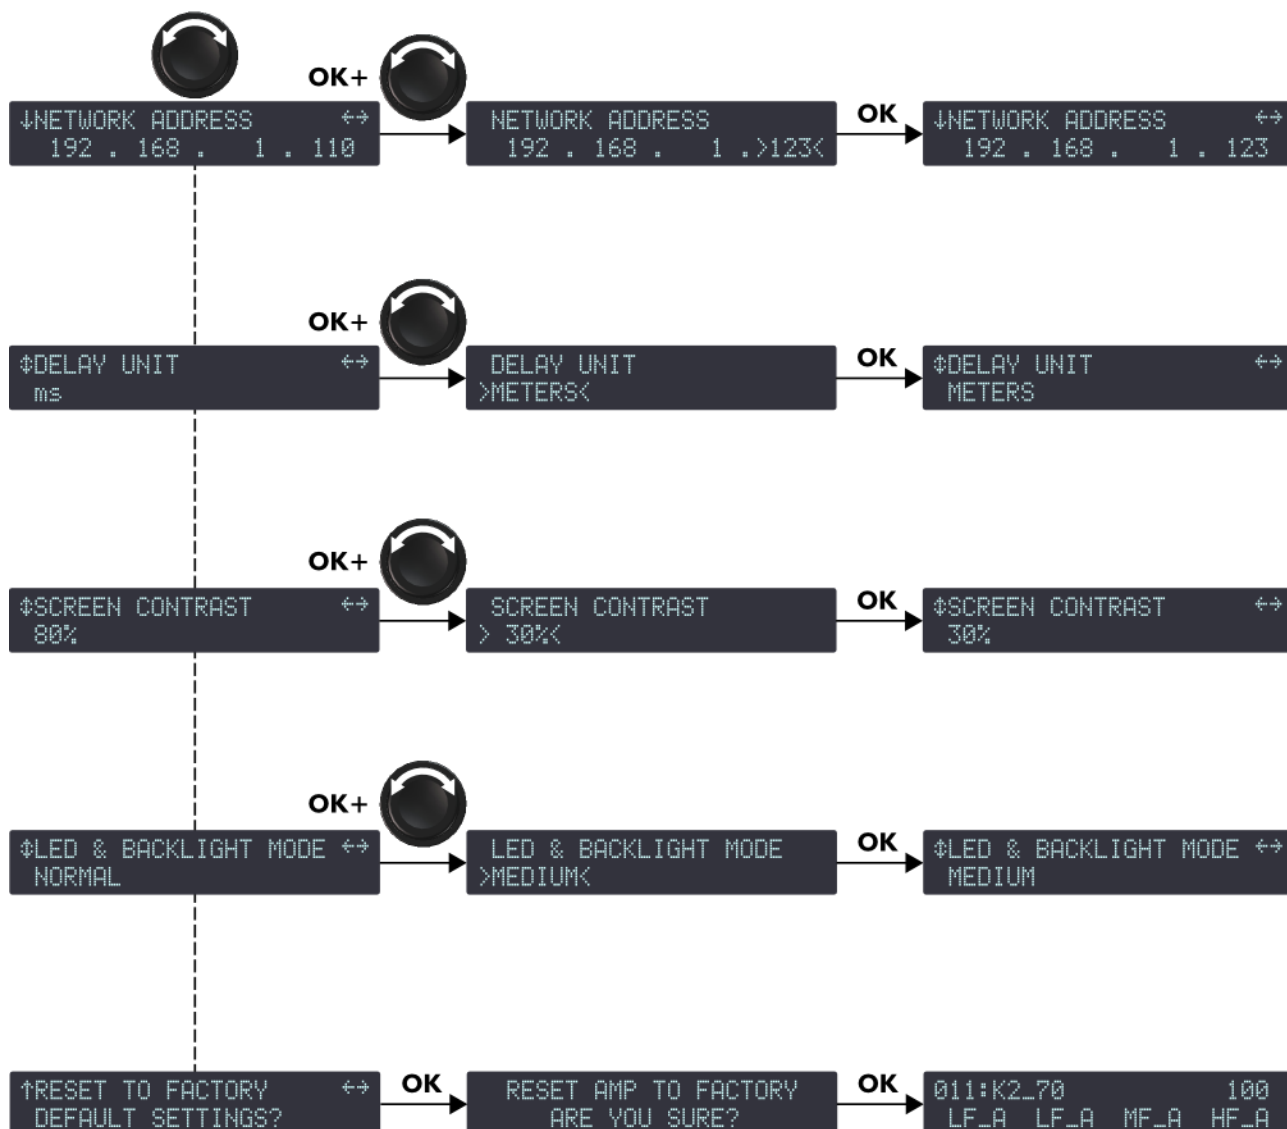 OK+
↓NETWORK ADDRESS ↔
192 . 168 . 1 . 110
NETWORK ADDRESS
192 . 168 . 1 .>123<
OK
↓NETWORK ADDRESS ↔
192 . 168 . 1 . 123
OK+
↕DELAY UNIT ↔
ms
DELAY UNIT
>METERS<
OK
↕DELAY UNIT ↔
METERS
OK+
↕SCREEN CONTRAST ↔
80%
SCREEN CONTRAST
> 30%<
OK
↕SCREEN CONTRAST ↔
30%
OK+
↕LED & BACKLIGHT MODE ↔
NORMAL
LED & BACKLIGHT MODE
>MEDIUM<
OK
↕LED & BACKLIGHT MODE ↔
MEDIUM
↑RESET TO FACTORY ↔
DEFAULT SETTINGS?
OK
RESET AMP TO FACTORY
ARE YOU SURE?
OK
011:K2_70 100
LF_A LF_A MF_A HF_A